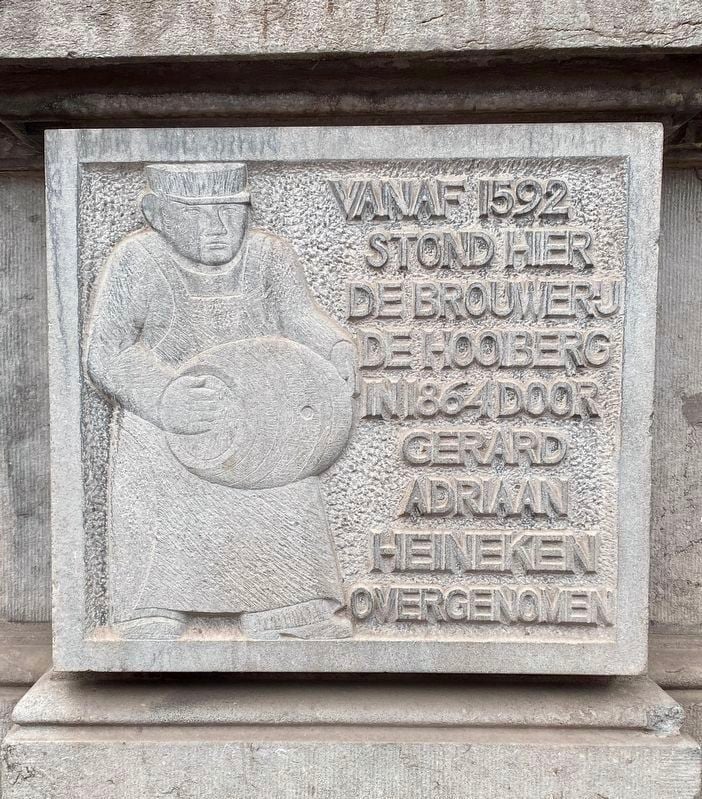 VANAF 1592
STOND HIER
DE BROUWERIJ
DE HOOIBERG
IN 1864 DOOR
GERARD
ADRIAAN
HEINEKEN
OVERGENOMEN